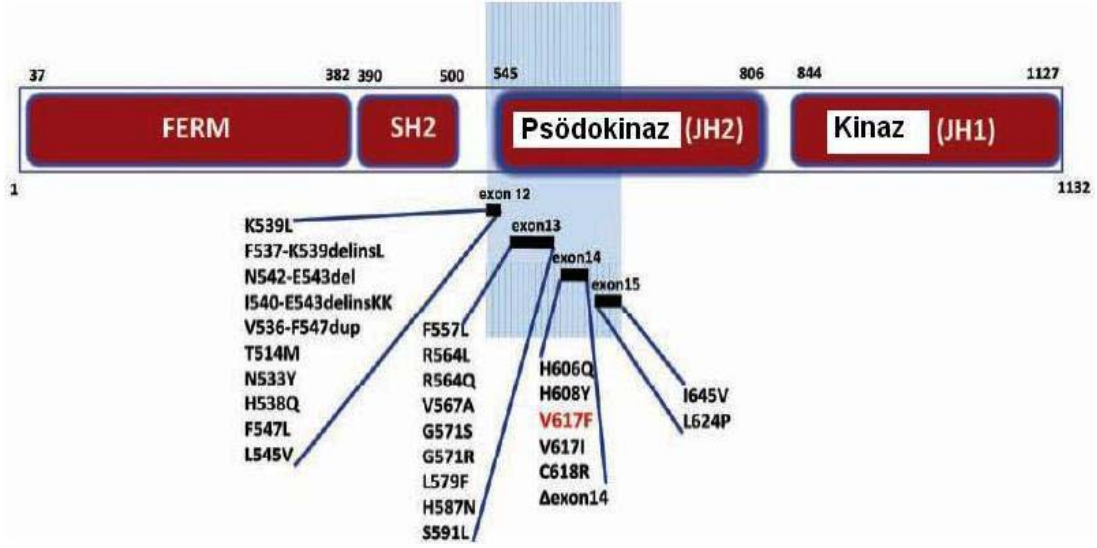 37 382 390 500 545 806 844 1127
FERM SH2 Psödokinaz (JH2) Kinaz (JH1)
1 1132
exon 12
K539L
F537-K539delinsL
N542-E543del
I540-E543delinsKK
V536-F547dup
T514M
N533Y
H538Q
F547L
L545V
exon13
F557L
R564L
R564Q
V567A
G571S
G571R
L579F
H587N
S591L
exon14
H606Q
H608Y
V617F
V617I
C618R
Δexon14
exon15
I645V
L624P